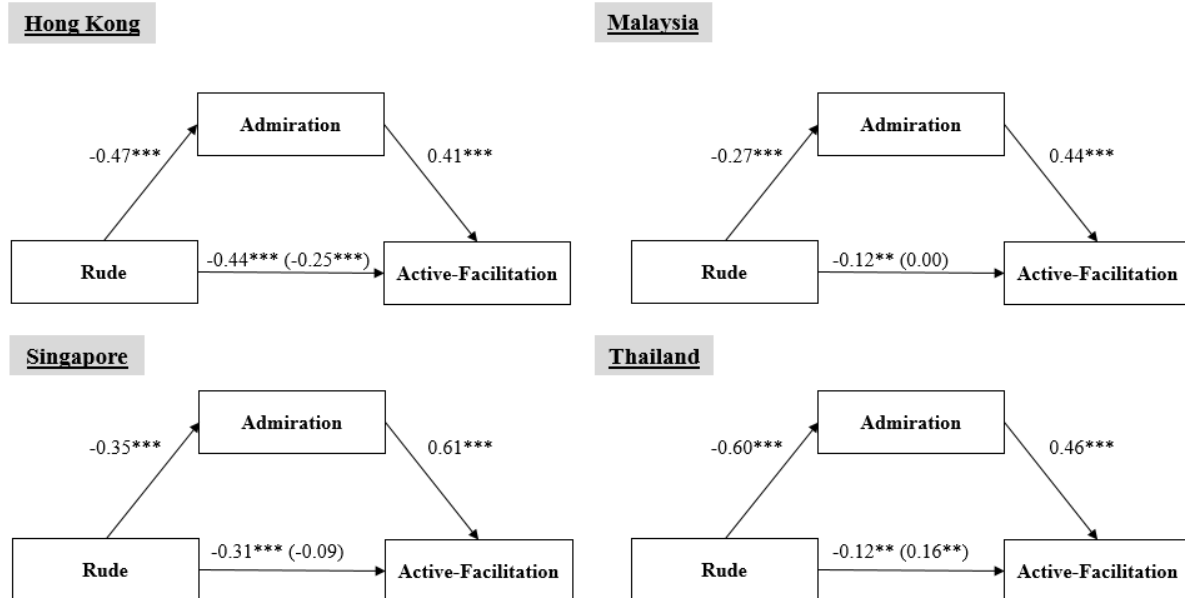 Hong Kong
Admiration
-0.47***
0.41***
Rude
-0.44*** (-0.25***)
Active-Facilitation
Malaysia
Admiration
-0.27***
0.44***
Rude
-0.12** (0.00)
Active-Facilitation
Singapore
Admiration
-0.35***
0.61***
Rude
-0.31*** (-0.09)
Active-Facilitation
Thailand
Admiration
-0.60***
0.46***
Rude
-0.12** (0.16**)
Active-Facilitation